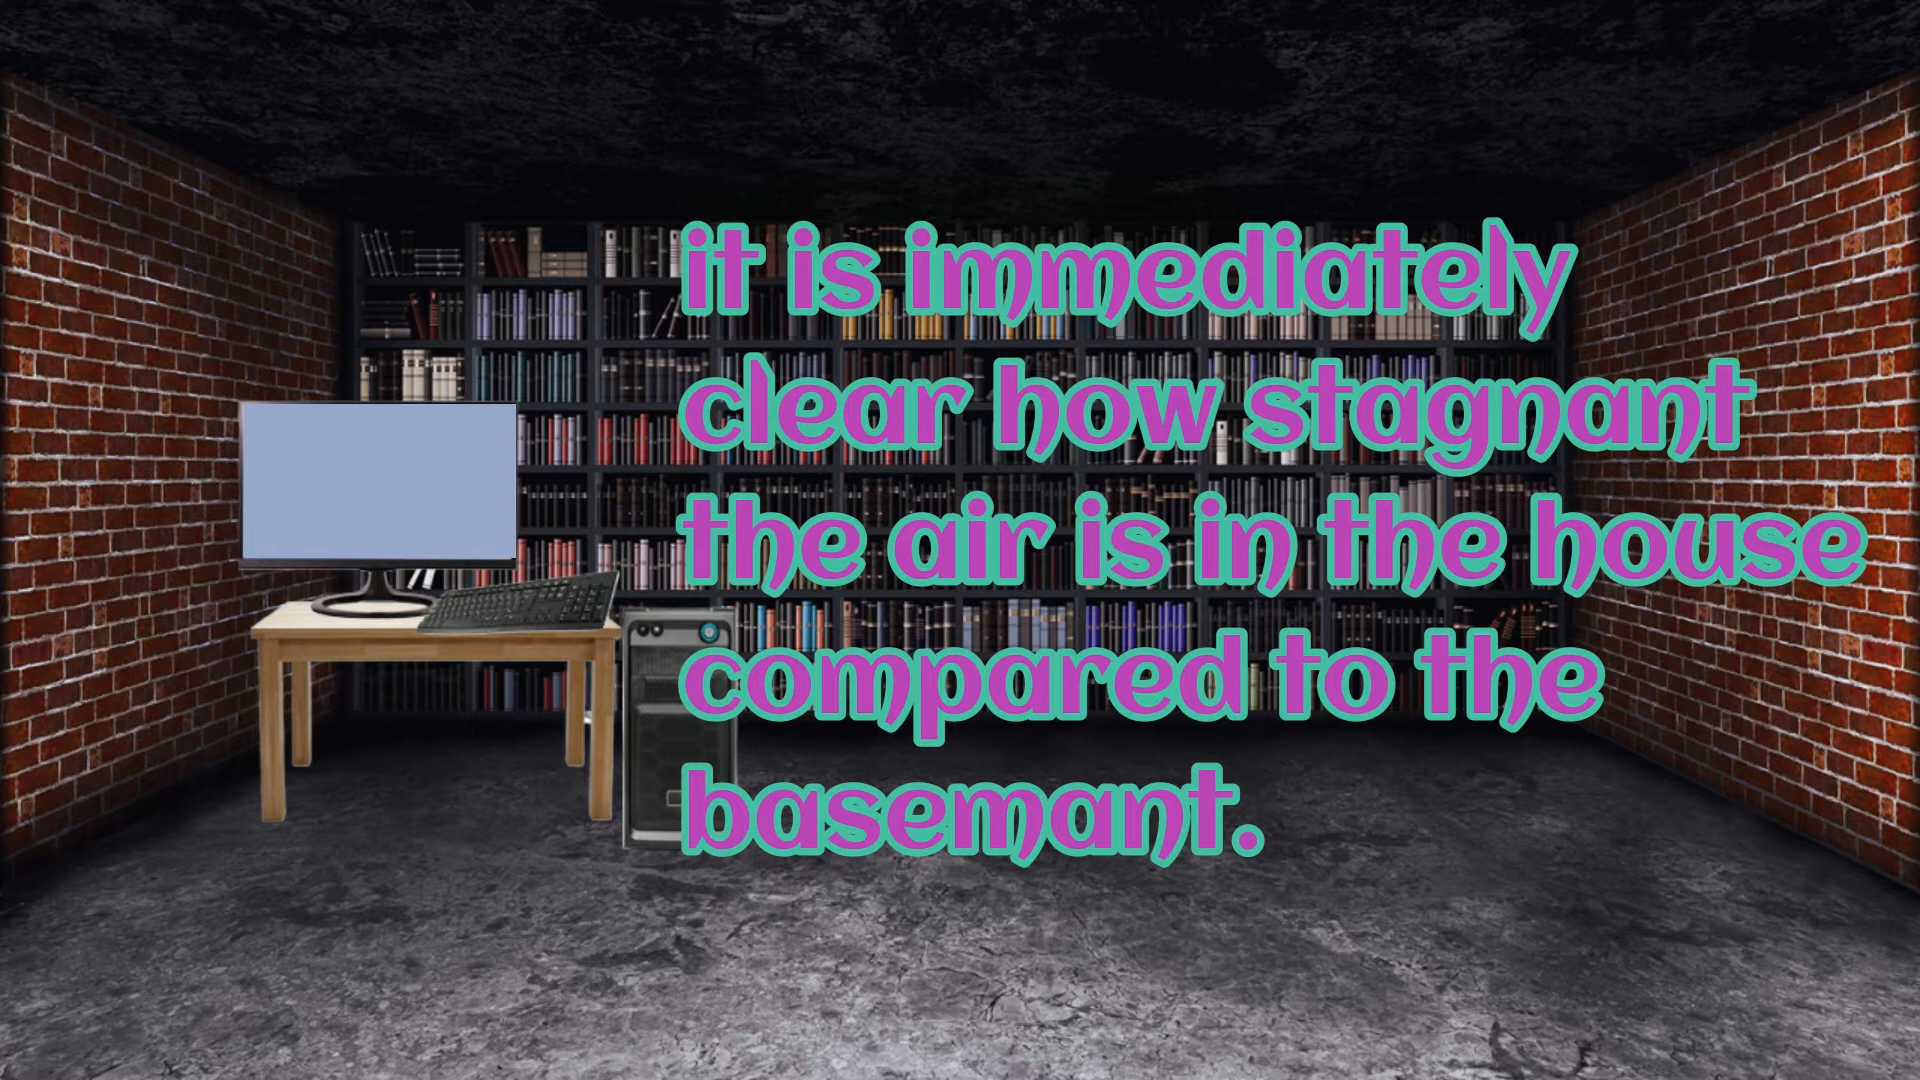 it is immediately
clear how stagnant
the air is in the house
compared to the
basemant.